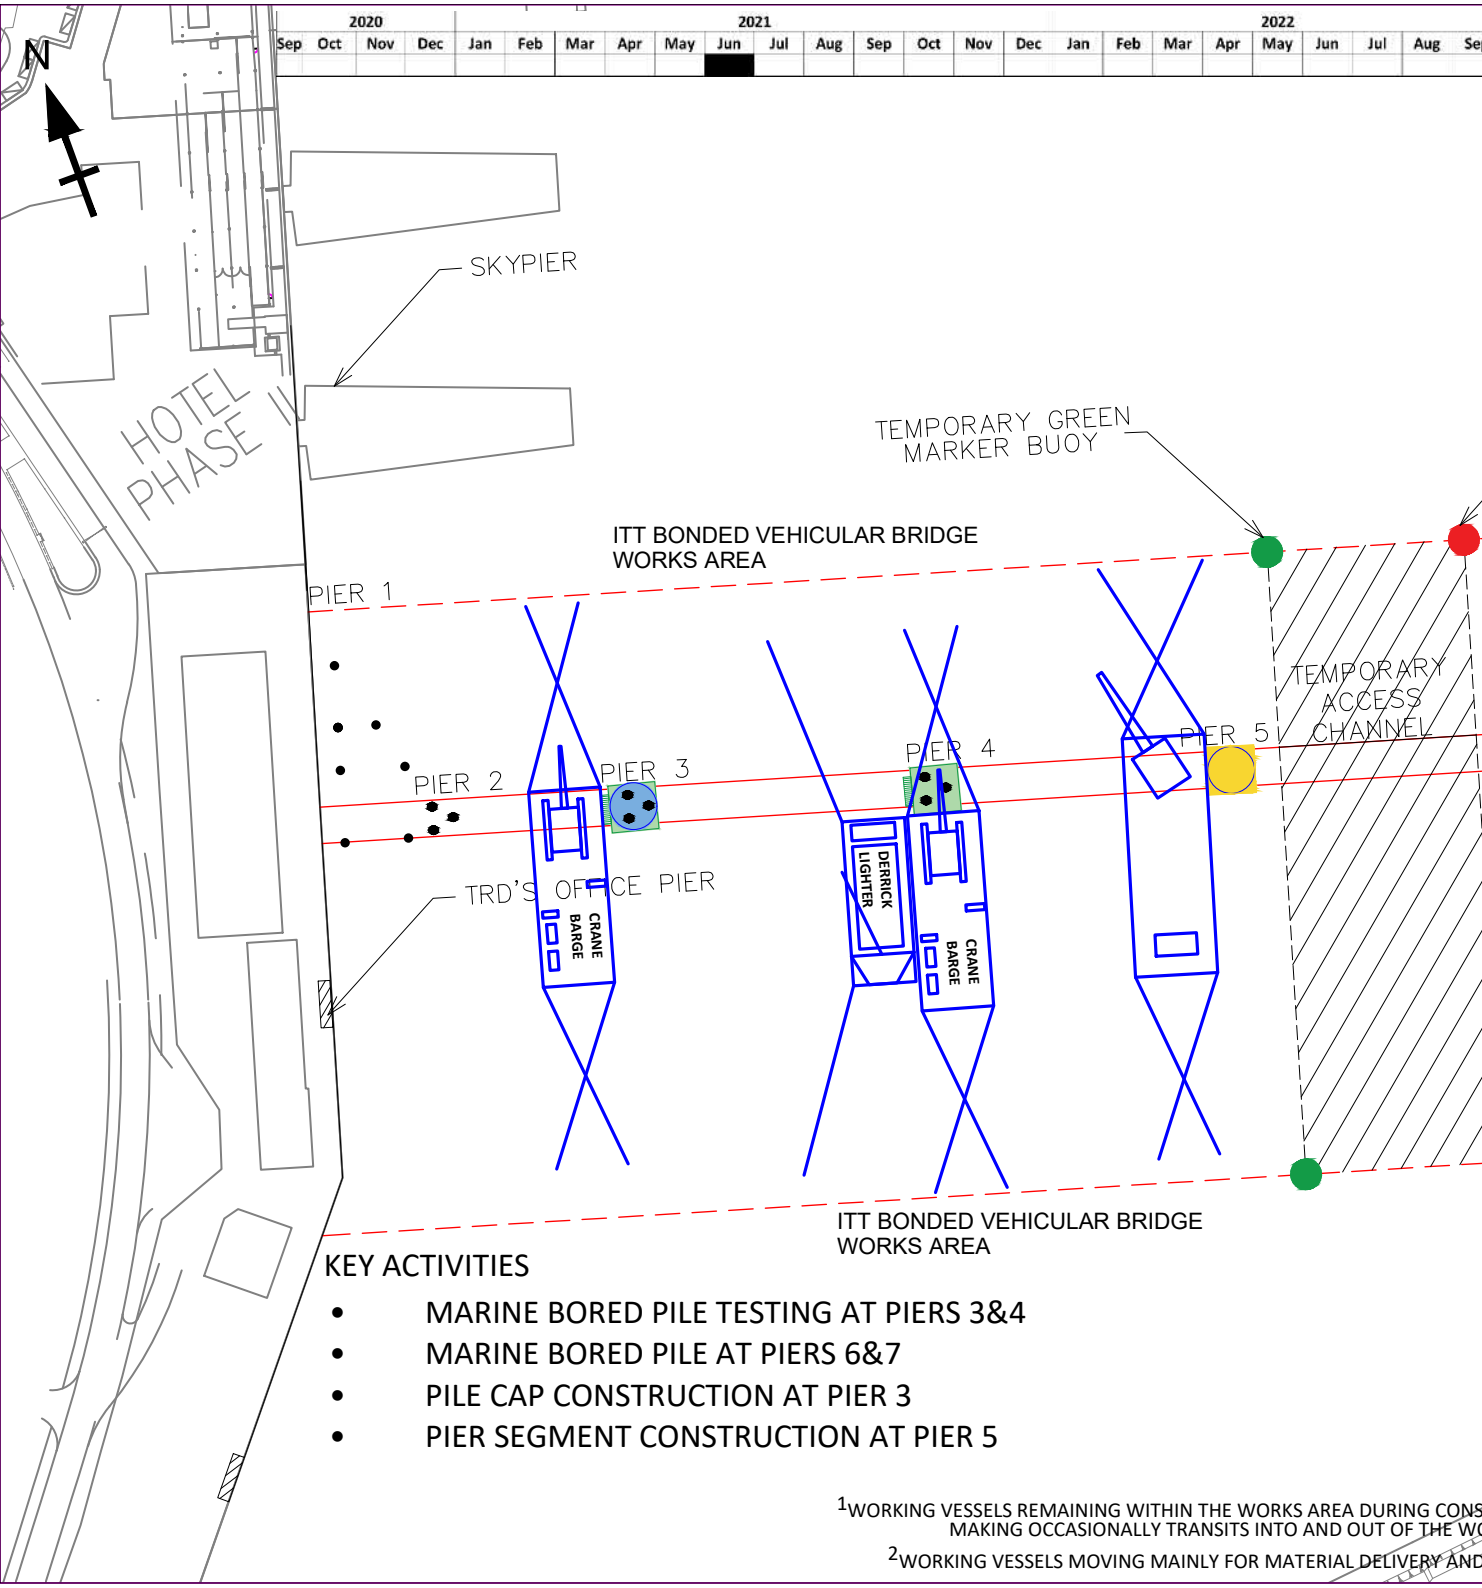 2020 2021 2022
Sep Oct Nov Dec Jan Feb Mar Apr May Jun Jul Aug Sep Oct Nov Dec Jan Feb Mar Apr May Jun Jul Aug
N
SKYPIER
HOTEL
PHASE II
TEMPORARY GREEN
MARKER BUOY
ITT BONDED VEHICULAR BRIDGE
WORKS AREA
PIER 1
TEMPORARY
ACCESS
CHANNEL
PIER 5
PIER 4
PIER 3
PIER 2
TRD'S OFFICE PIER
CRANE
BARGE
DERRICK
LIGHTER
CRANE
BARGE
ITT BONDED VEHICULAR BRIDGE
WORKS AREA
KEY ACTIVITIES
• MARINE BORED PILE TESTING AT PIERS 3&4
• MARINE BORED PILE AT PIERS 6&7
• PILE CAP CONSTRUCTION AT PIER 3
• PIER SEGMENT CONSTRUCTION AT PIER 5
1WORKING VESSELS REMAINING WITHIN THE WORKS AREA DURING
MAKING OCCASIONALLY TRANSITS INTO AND OUT OF THE
2WORKING VESSELS MOVING MAINLY FOR MATERIAL DELIVERY AND